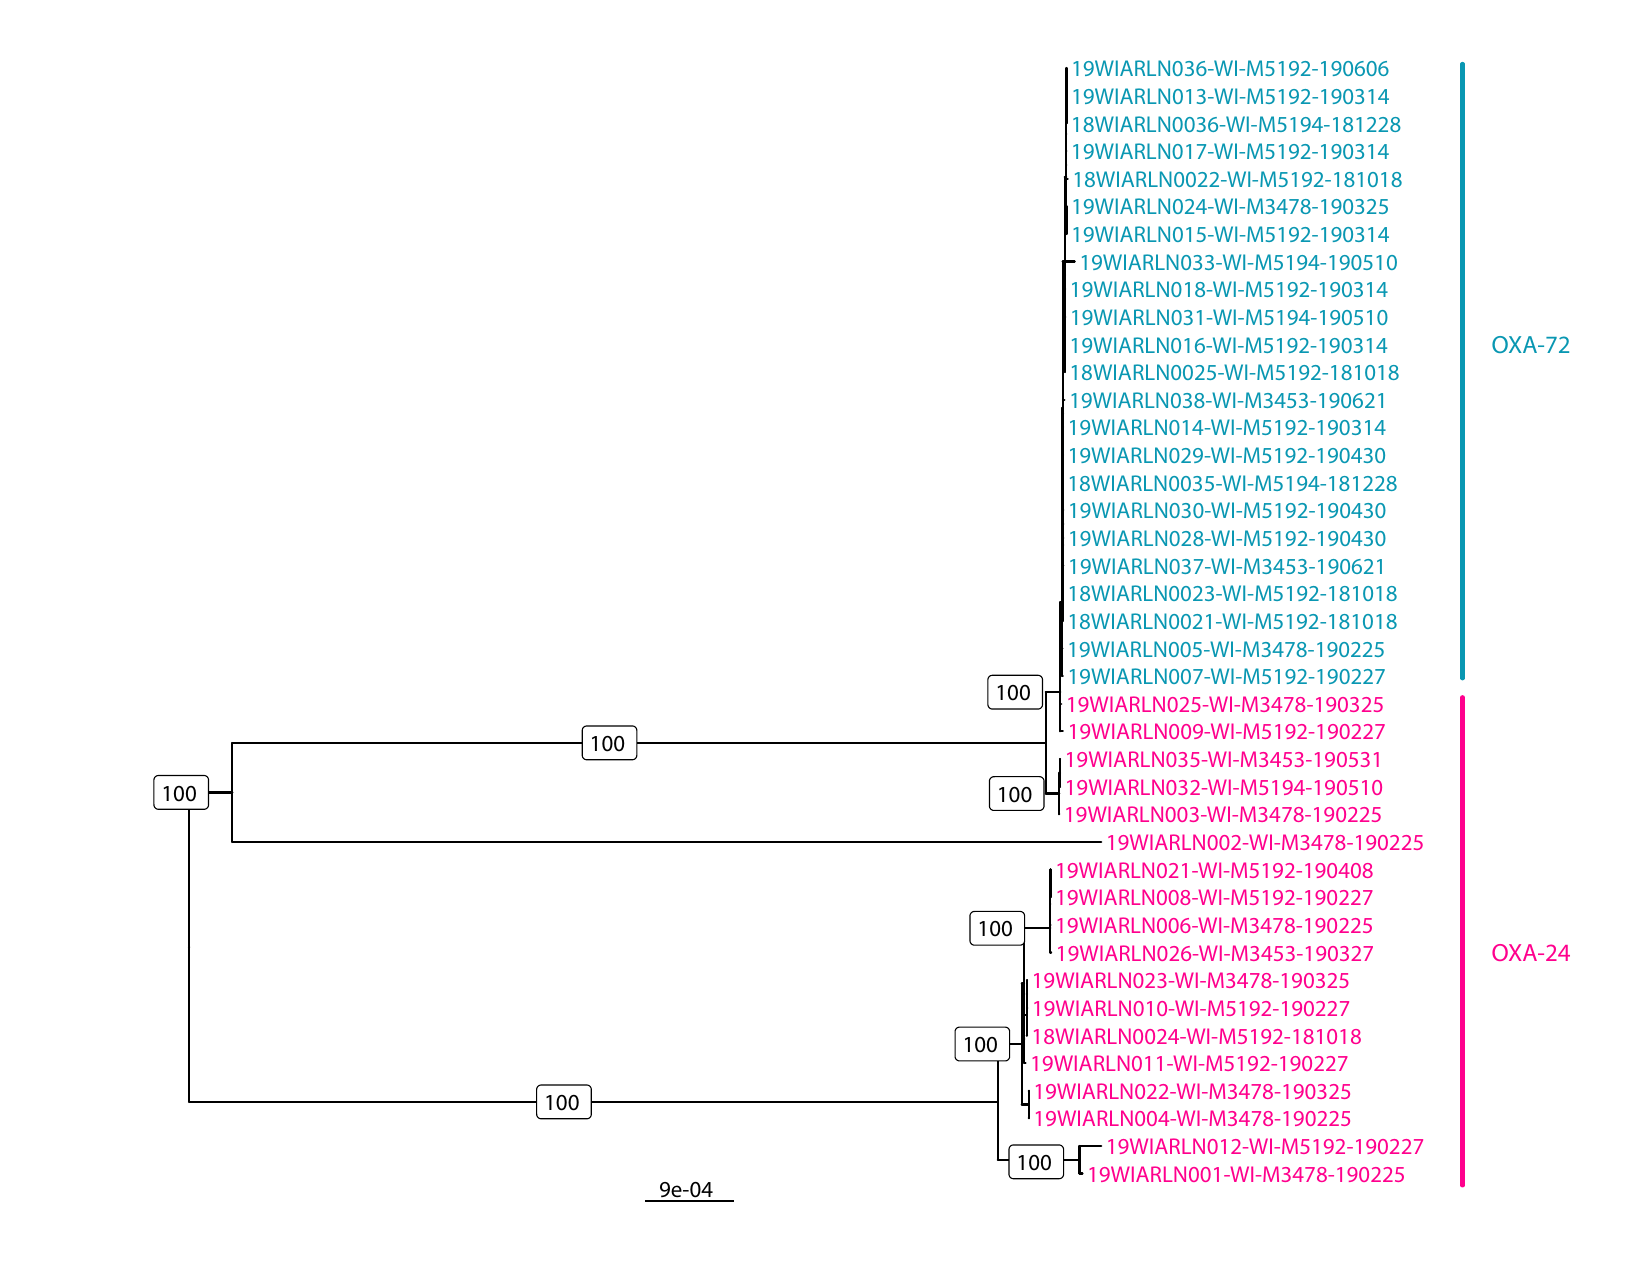 19WIARLN036-WI-M5192-190606
19WIARLN013-WI-M5192-190314
18WIARLN0036-WI-M5194-181228
19WIARLN017-WI-M5192-190314
18WIARLN0022-WI-M5192-181018
19WIARLN024-WI-M3478-190325
19WIARLN015-WI-M5192-190314
19WIARLN033-WI-M5194-190510
19WIARLN018-WI-M5192-190314
19WIARLN031-WI-M5194-190510
19WIARLN016-WI-M5192-190314
OXA-72
18WIARLN0025-WI-M5192-181018
19WIARLN038-WI-M3453-190621
19WIARLN014-WI-M5192-190314
19WIARLN029-WI-M5192-190430
18WIARLN0035-WI-M5194-181228
19WIARLN030-WI-M5192-190430
19WIARLN028-WI-M5192-190430
19WIARLN037-WI-M3453-190621
18WIARLN0023-WI-M5192-181018
18WIARLN0021-WI-M5192-181018
19WIARLN005-WI-M3478-190225
19WIARLN007-WI-M5192-190227
100
19WIARLN025-WI-M3478-190325
19WIARLN009-WI-M5192-190227
100
19WIARLN035-WI-M3453-190531
19WIARLN032-WI-M5194-190510
100
100
19WIARLN003-WI-M3478-190225
19WIARLN002-WI-M3478-190225
19WIARLN021-WI-M5192-190408
19WIARLN008-WI-M5192-190227
19WIARLN006-WI-M3478-190225
100
19WIARLN026-WI-M3453-190327
OXA-24
19WIARLN023-WI-M3478-190325
19WIARLN010-WI-M5192-190227
18WIARLN0024-WI-M5192-181018
100
19WIARLN011-WI-M5192-190227
19WIARLN022-WI-M3478-190325
100
19WIARLN004-WI-M3478-190225
19WIARLN012-WI-M5192-190227
100
19WIARLN001-WI-M3478-190225
9e-04